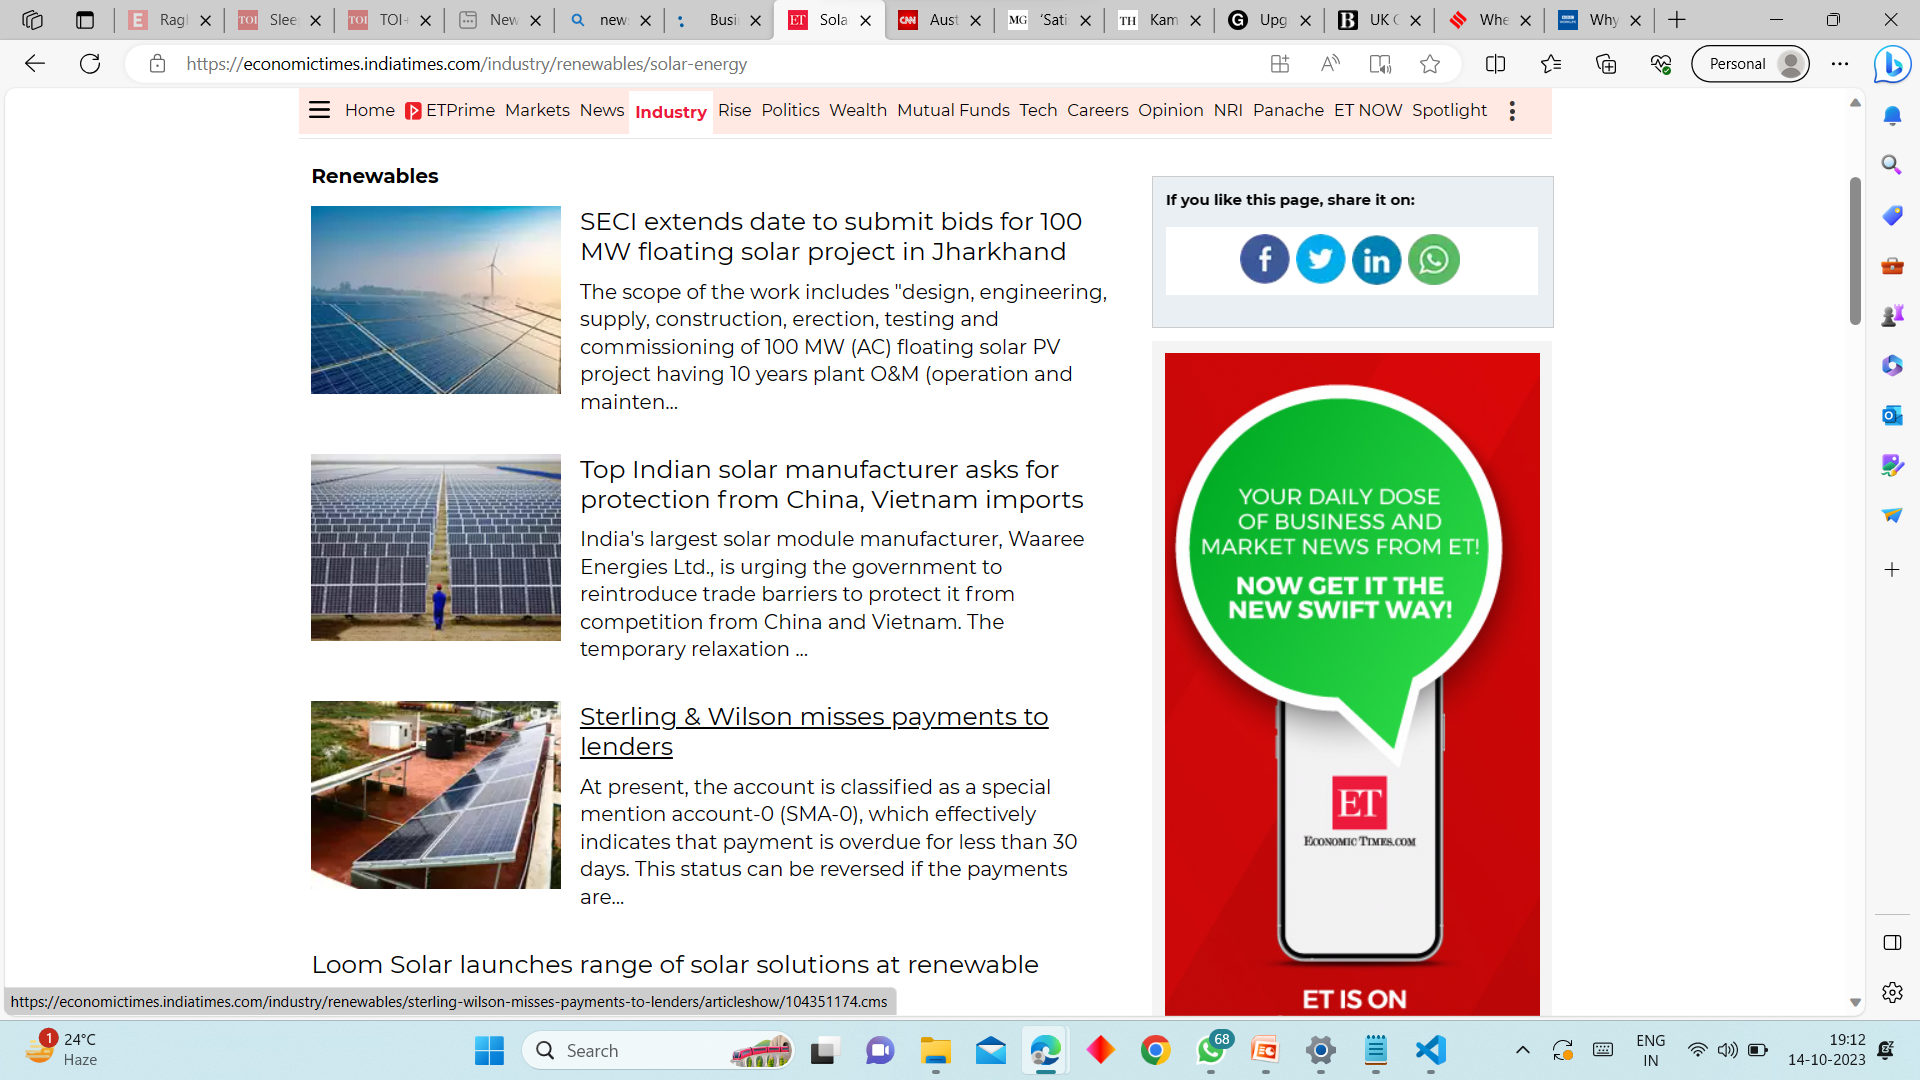 Ragl
TOI Slee
TOI TOI+
New
new
Busi
ET Sola
CNN Aust
MG 'Sati
TH Kam
G Upg
B UK C
Whe
Why
https://economictimes.indiatimes.com/industry/renewables/solar-energy
Personal
Home ETPrime Markets News Industry Rise Politics Wealth Mutual Funds Tech Careers Opinion NRI Panache ET NOW Spotlight
Renewables
SECI extends date to submit bids for 100
MW floating solar project in Jharkhand
The scope of the work includes "design, engineering,
supply, construction, erection, testing and
commissioning of 100 MW (AC) floating solar PV
project having 10 years plant O&M (operation and
mainten...
Top Indian solar manufacturer asks for
protection from China, Vietnam imports
India's largest solar module manufacturer, Waaree
Energies Ltd., is urging the government to
reintroduce trade barriers to protect it from
competition from China and Vietnam. The
temporary relaxation ...
Sterling & Wilson misses payments to
lenders
At present, the account is classified as a special
mention account-0 (SMA-0), which effectively
indicates that payment is overdue for less than 30
days. This status can be reversed if the payments
are...
Loom Solar launches range of solar solutions at renewable
https://economictimes.indiatimes.com/industry/renewables/sterling-wilson-misses-payments-to-lenders/articleshow/104351174.cms
If you like this page, share it on:
YOUR DAILY DOSE
OF BUSINESS AND
MARKET NEWS FROM ET!
NOW GET IT THE
NEW SWIFT WAY!
ET
ECONOMIC TIMES.COM
ET IS ON
1
24°C
Haze
Search
68
ENG
IN
19:12
14-10-2023